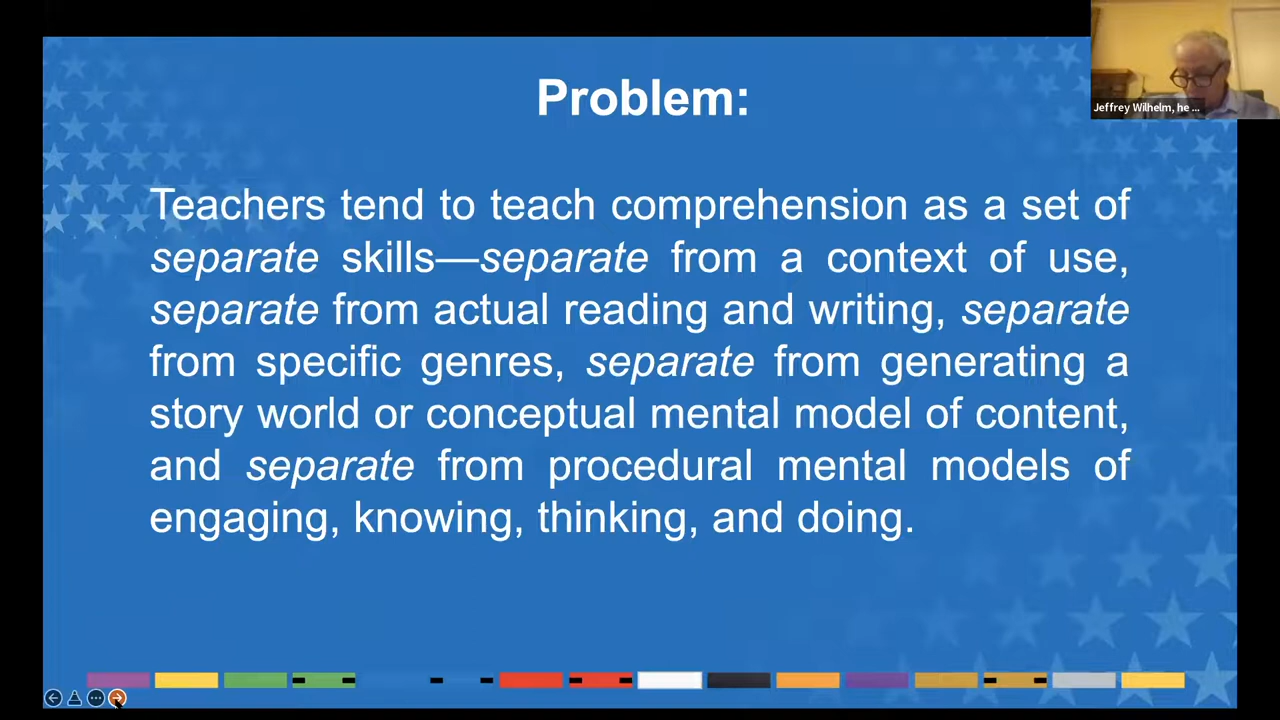 Problem:
Jeffrey Wilhelm, he ...
Teachers tend to teach comprehension as a set of
separate skills—separate from a context of use,
separate from actual reading and writing, separate
from specific genres, separate from generating a
story world or conceptual mental model of content,
and separate from procedural mental models of
engaging, knowing, thinking, and doing.